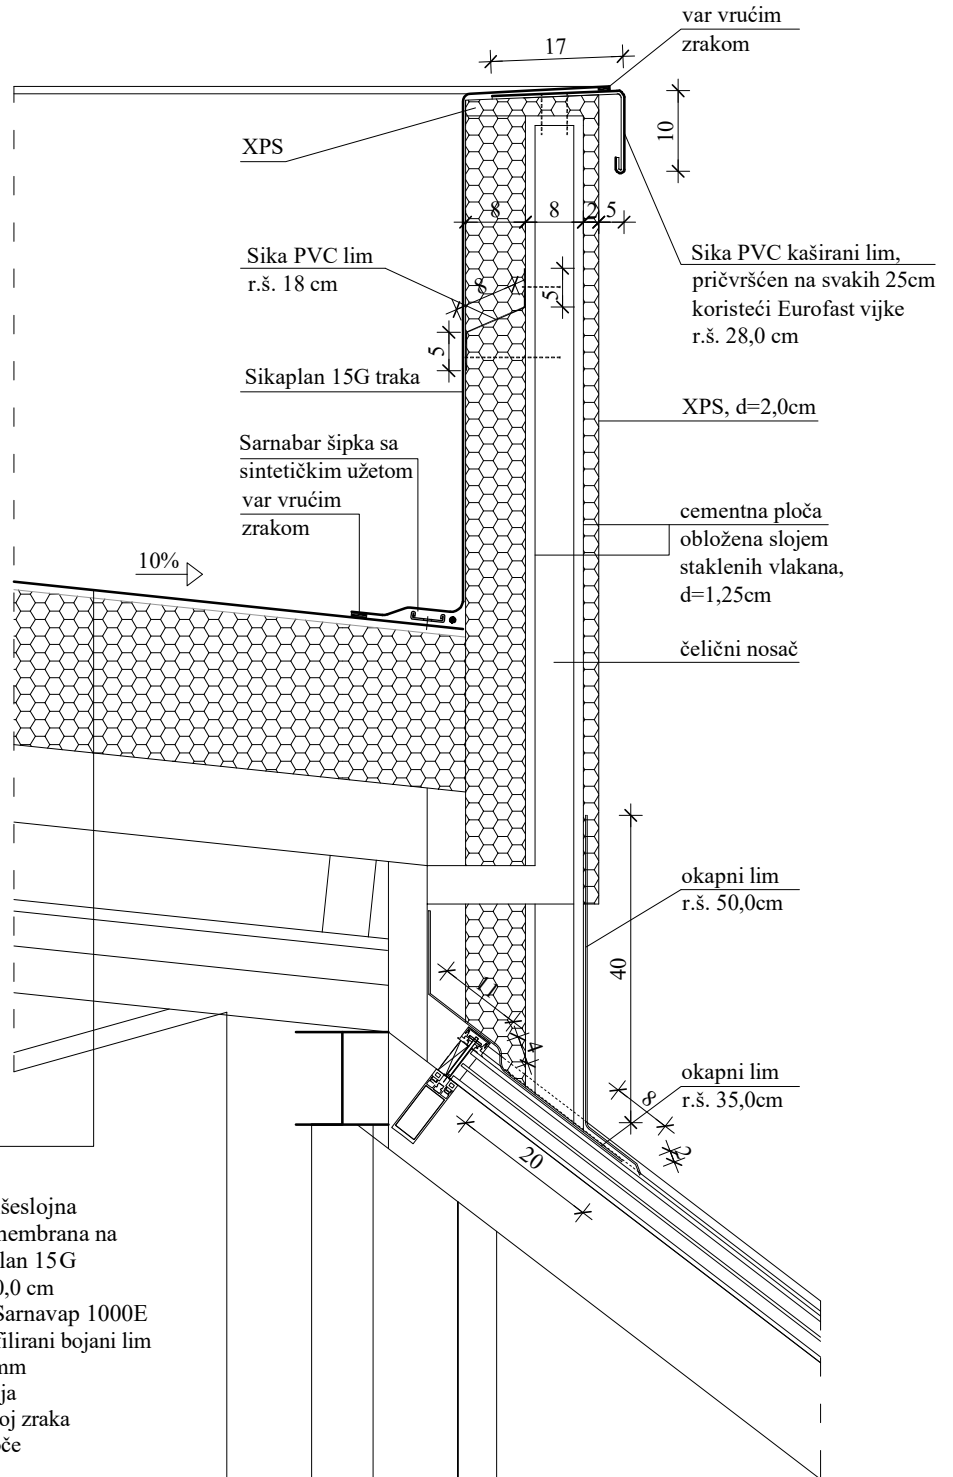 var vrućim
zrakom
17
10
XPS
8
8
2
5
Sika PVC lim
r.š. 18 cm
8
5
Sika PVC kaširani lim,
pričvršćen na svakih 25cm
koristeći Eurofast vijke
r.š. 28,0 cm
5
Sikaplan 15G traka
XPS, d=2,0cm
Sarnabar šipka sa
sintetičkim užetom
var vrućim
zrakom
cementna ploča
obložena slojem
staklenih vlakana,
d=1,25cm
10%
čelični nosač
okapni lim
r.š. 50,0cm
40
4
okapni lim
r.š. 35,0cm
8
2
20
šeslojna
lan 15G
0,0 cm
Sarnavap 1000E
filirani bojani lim
mm
ja
oj zraka